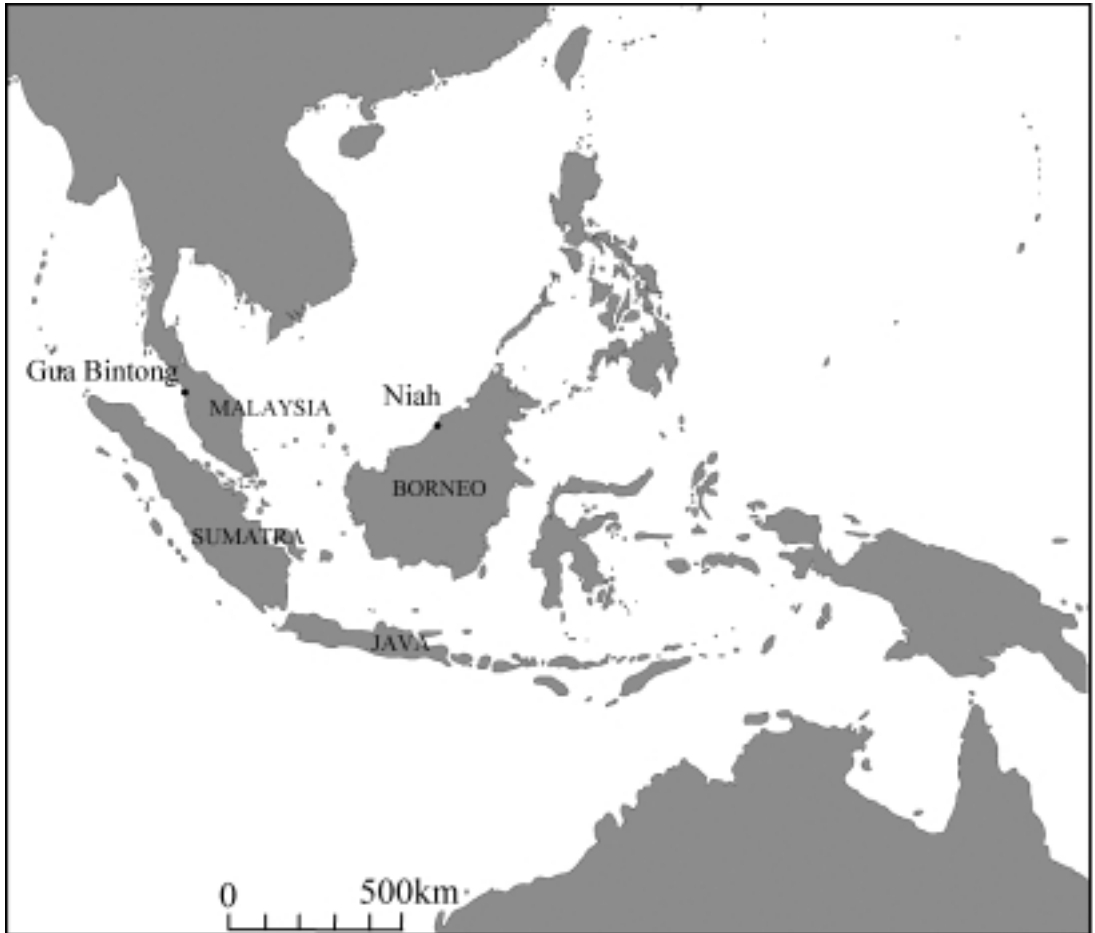 Gua Bintong
MALAYSIA
Niah
BORNEO
SUMATRA
JAVA
0 500km